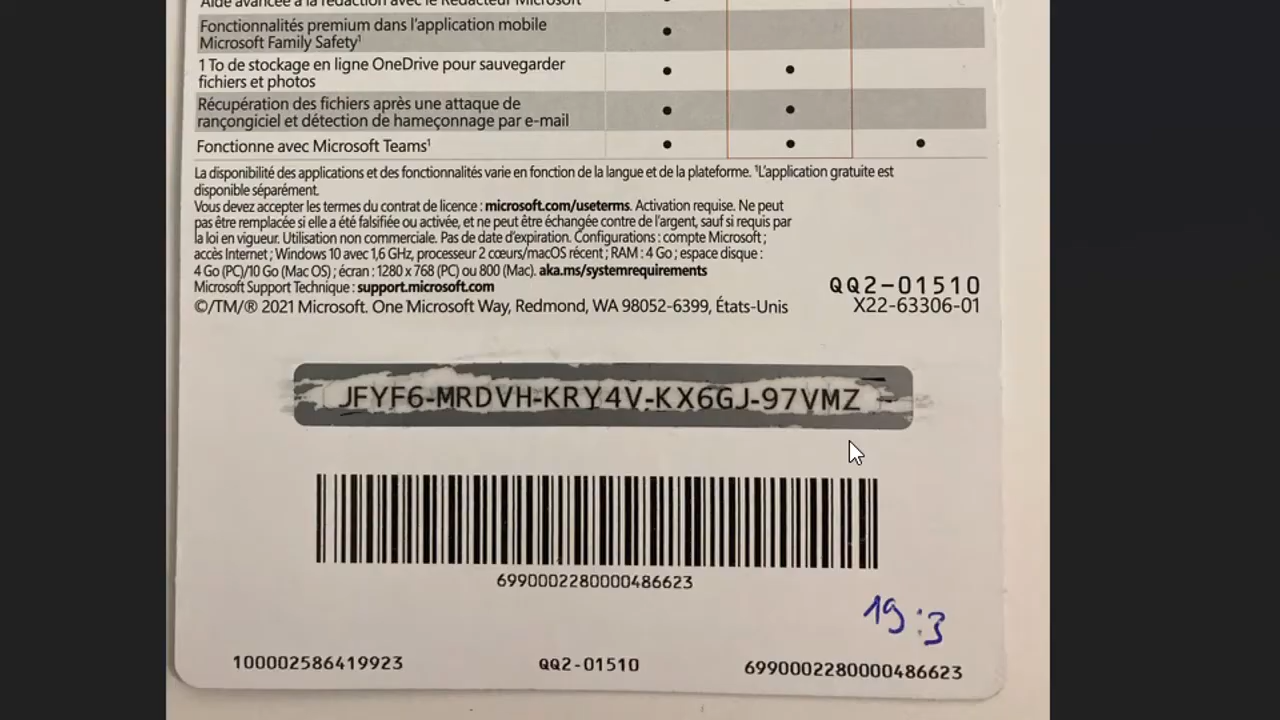 Aide avancée à la rédaction avec le Rédacteur Microsoft
Fonctionnalités premium dans l'application mobile
Microsoft Family Safety¹
1 To de stockage en ligne OneDrive pour sauvegarder
fichiers et photos
Récupération des fichiers après une attaque de
rançongiciel et détection de hameçonnage par e-mail
Fonctionne avec Microsoft Teams¹
La disponibilité des applications et des fonctionnalités varie en fonction de la langue et de la plateforme. ¹L'application gratuite est
disponible séparément.
Vous devez accepter les termes du contrat de licence : microsoft.com/useterms. Activation requise. Ne peut
pas être remplacée si elle a été falsifiée ou activée, et ne peut être échangée contre de l'argent, sauf si requis par
la loi en vigueur. Utilisation non commerciale. Pas de date d'expiration. Configurations : compte Microsoft ;
accès Internet ; Windows 10 avec 1,6 GHz, processeur 2 cœurs/macOS récent ; RAM : 4 Go ; espace disque :
4 Go (PC)/10 Go (Mac OS) ; écran : 1280 x 768 (PC) ou 800 (Mac). aka.ms/systemrequirements
Microsoft Support Technique : support.microsoft.com
©/TM/® 2021 Microsoft. One Microsoft Way, Redmond, WA 98052-6399, États-Unis
QQ2-01510
X22-63306-01
JFYF6-MRDVH-KRY4V-KX6GJ-97VMZ
6990002280000486623
19:3
100002586419923
QQ2-01510
6990002280000486623